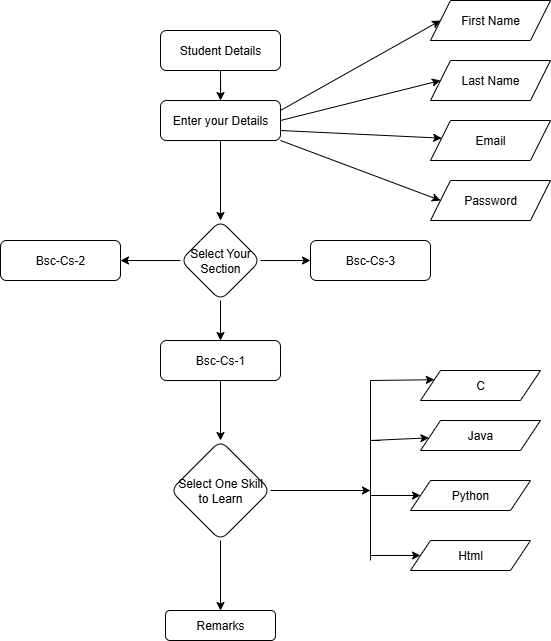 First Name
Student Details
Last Name
Enter your Details
Email
Password
Select Your
Section
Bsc-Cs-2
Bsc-Cs-3
Bsc-Cs-1
C
Java
Select One Skill
to Learn
Python
Html
Remarks